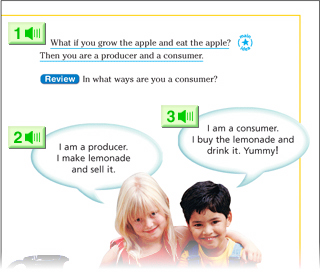 1
What if you grow the apple and eat the apple?
Then you are a producer and a consumer.
Review In what ways are you a consumer?
2
I am a producer.
I make lemonade
and sell it.
3
I am a consumer.
I buy the lemonade and
drink it. Yummy!